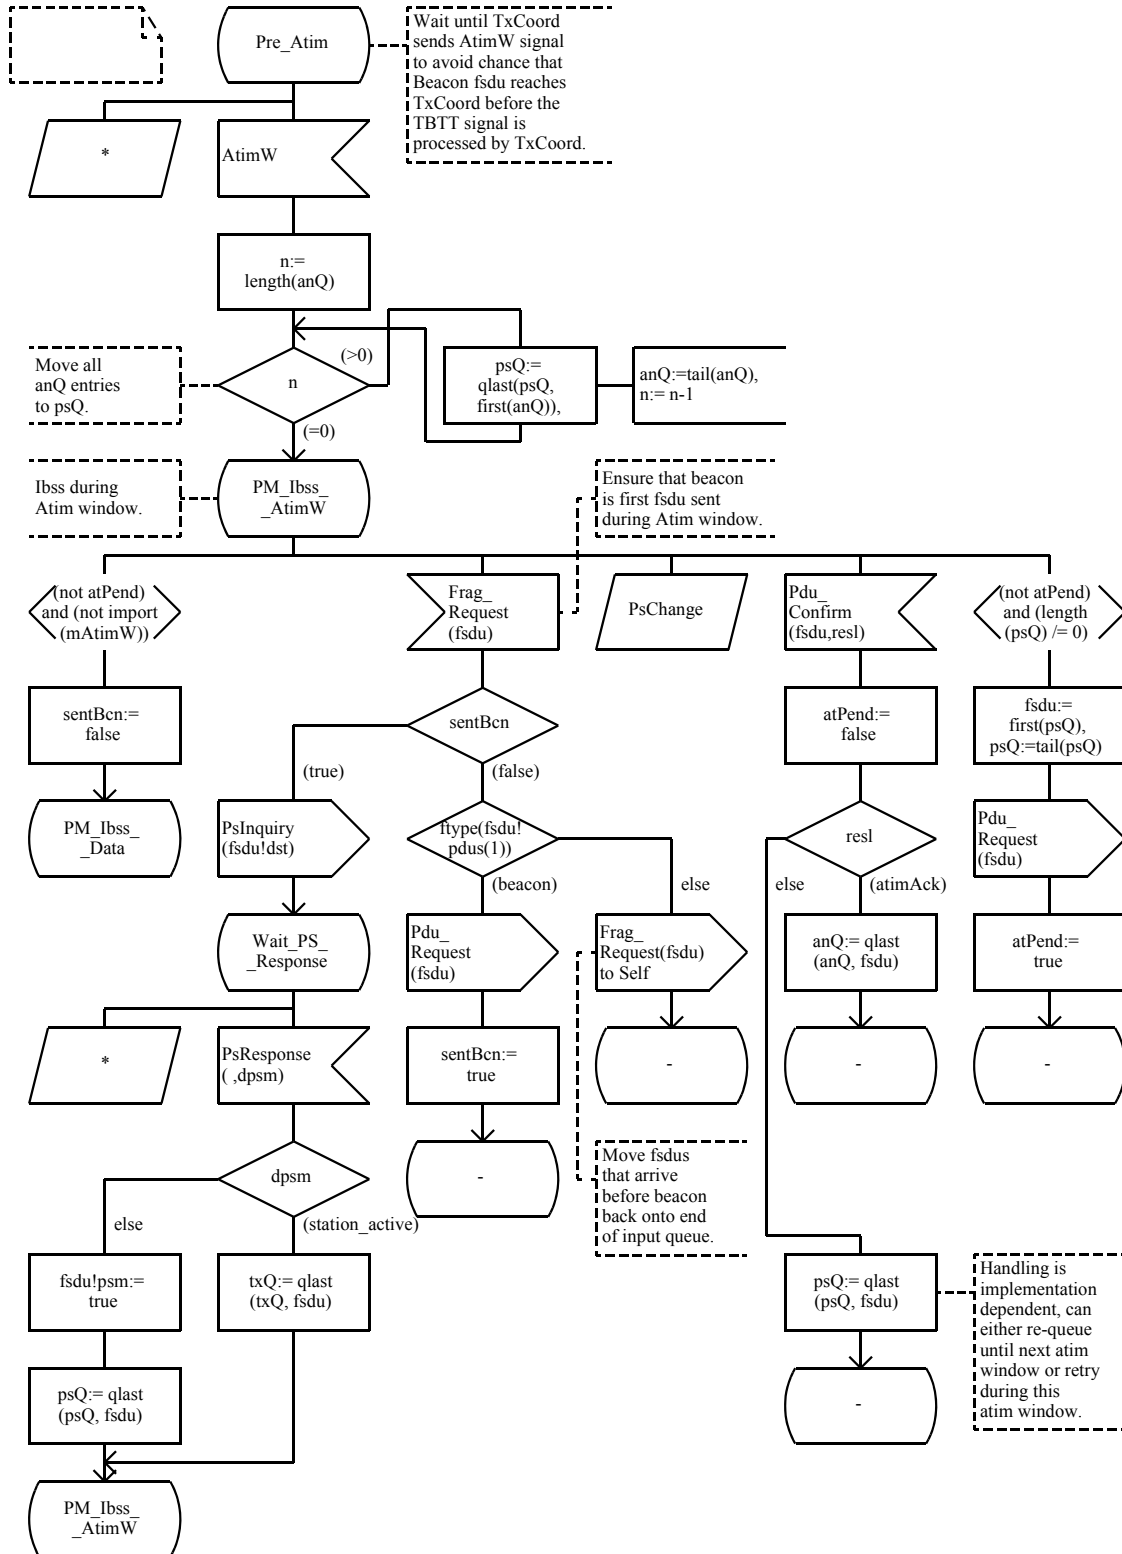 Pre_Atim
Wait until TxCoord
sends AtimW signal
to avoid chance that
Beacon fsdu reaches
TxCoord before the
TBTT signal is
processed by TxCoord.
*
AtimW
n:=
length(anQ)
Move all
anQ entries
to psQ.
n
(>0)
(=0)
psQ:=
qlast(psQ,
first(anQ)),
anQ:=tail(anQ),
n:= n-1
Ibss during
Atim window.
PM_Ibss_
_AtimW
Ensure that beacon
is first fsdu sent
during Atim window.
(not atPend)
and (not import
(mAtimW))
Frag_
Request
(fsdu)
PsChange
Pdu_
Confirm
(fsdu,resl)
(not atPend)
and (length
(psQ) /= 0)
sentBcn:=
false
sentBcn
(true)
(false)
atPend:=
false
fsdu:=
first(psQ),
psQ:=tail(psQ)
PM_Ibss_
_Data
PsInquiry
(fsdu!dst)
ftype(fsdu!
pdus(1))
(beacon)
else
resl
else
(atimAck)
Pdu_
Request
(fsdu)
Wait_PS_
_Response
Pdu_
Request
(fsdu)
Frag_
Request(fsdu)
to Self
anQ:= qlast
(anQ, fsdu)
atPend:=
true
*
PsResponse
( ,dpsm)
sentBcn:=
true
-
-
-
dpsm
else
(station_active)
-
Move fsdus
that arrive
before beacon
back onto end
of input queue.
fsdu!psm:=
true
txQ:= qlast
(txQ, fsdu)
psQ:= qlast
(psQ, fsdu)
Handling is
implementation
dependent, can
either re-queue
until next atim
window or retry
during this
atim window.
psQ:= qlast
(psQ, fsdu)
-
PM_Ibss_
_AtimW